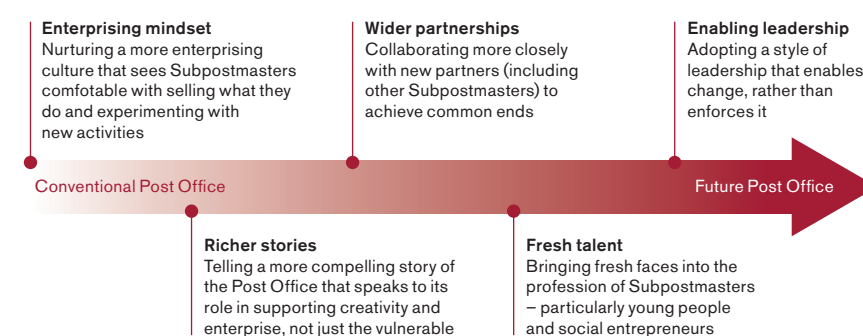 Enterprising mindset
Nurturing a more enterprising
culture that sees Subpostmasters
comfotable with selling what they
do and experimenting with
new activities
Wider partnerships
Collaborating more closely
with new partners (including
other Subpostmasters) to
achieve common ends
Enabling leadership
Adopting a style of
leadership that enables
change, rather than
enforces it
Conventional Post Office
Future Post Office
Richer stories
Telling a more compelling story of
the Post Office that speaks to its
role in supporting creativity and
enterprise, not just the vulnerable
Fresh talent
Bringing fresh faces into the
profession of Subpostmasters
– particularly young people
and social entrepreneurs